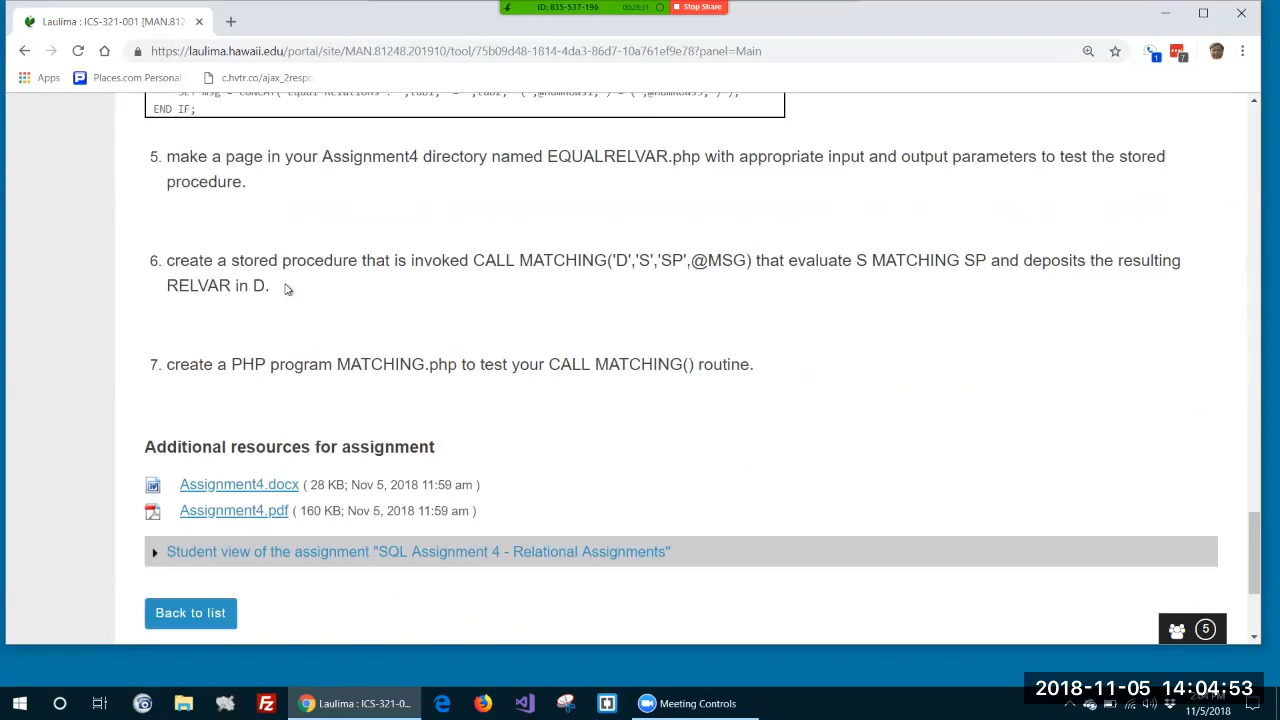 ID: 835-537-196
00:28:31
Stop Share
Laulima : ICS-321-001 [MAN.812
https://laulima.hawaii.edu/portal/site/MAN.81248.201910/tool/75b09d48-1814-4da3-86d7-10a761ef9e78?panel=Main
1
7
Apps
Places.com Personal
c.hvtr.co/ajax_2respo
END IF;
5. make a page in your Assignment4 directory named EQUALRELVAR.php with appropriate input and output parameters to test the stored
procedure.
6. create a stored procedure that is invoked CALL MATCHING('D','S','SP',@MSG) that evaluate S MATCHING SP and deposits the resulting
RELVAR in D.
7. create a PHP program MATCHING.php to test your CALL MATCHING() routine.
Additional resources for assignment
Assignment4.docx ( 28 KB; Nov 5, 2018 11:59 am )
Assignment4.pdf ( 160 KB; Nov 5, 2018 11:59 am )
Student view of the assignment "SQL Assignment 4 - Relational Assignments"
Back to list
5
Laulima : ICS-321-0...
Meeting Controls
2018-11-05 14:04:53
11/5/2018